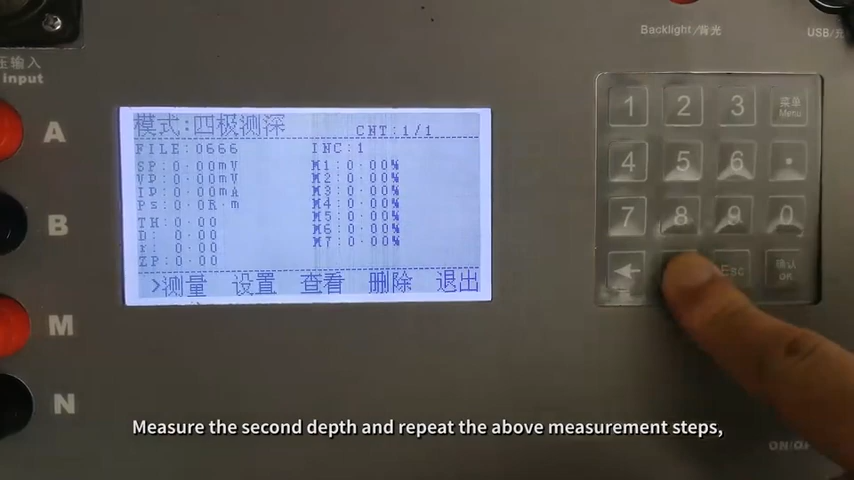 Backlight/背光
USB/充
压输入
input
A
B
M
N
模式:四极测深 CNT:1/1
FILE:0666 INC:1
SP:0.00mV M1:0.00%
VP:0.00mV M2:0.00%
IP:0.00mA M3:0.00%
Ps:0.0R.m M4:0.00%
TH:0.00 M5:0.00%
D: 0.00 M6:0.00%
r: 0.00 M7:0.00%
ZP:0.00
>测量 设置 查看 删除 退出
1 2 3 菜单 Menu
4 5 6 .
7 8 9 0
← Esc 确认 OK
Measure the second depth and repeat the above measurement steps,